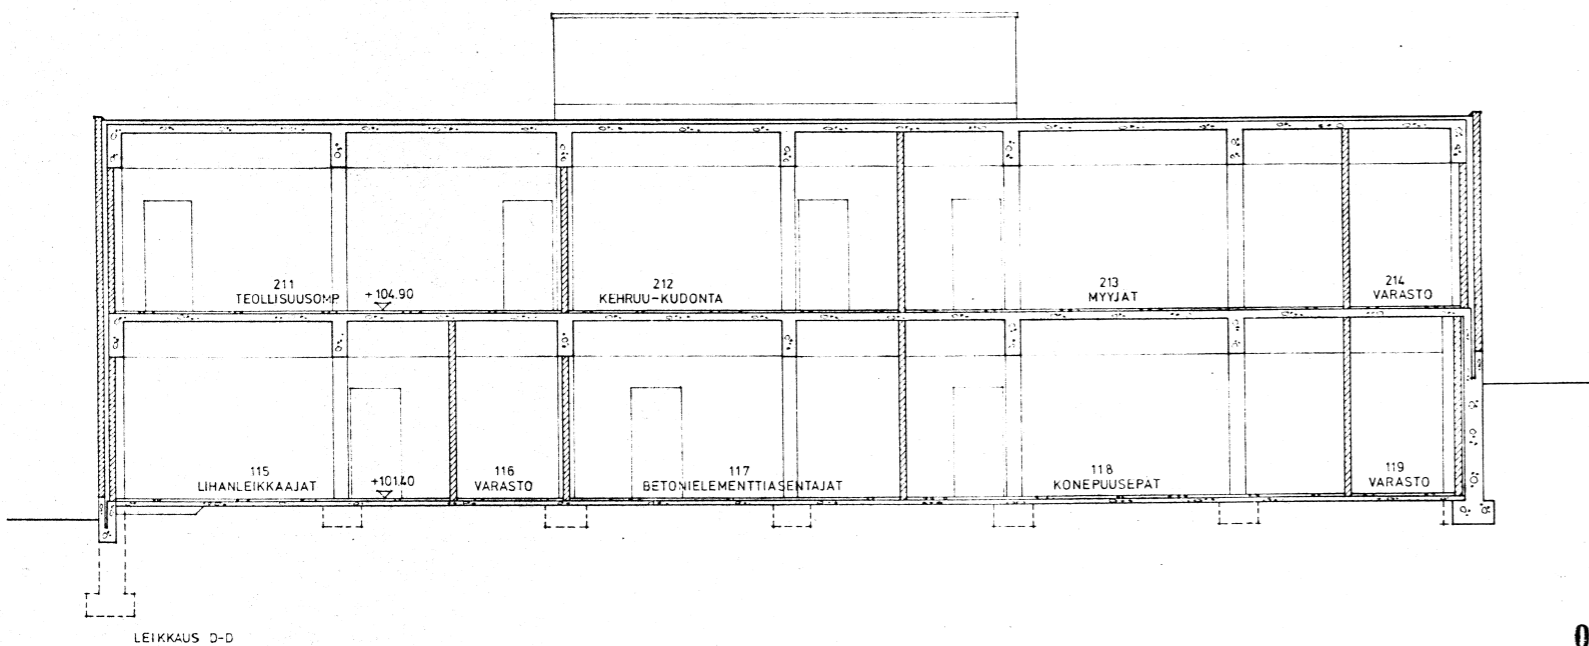 211
TEOLLISUUSOMP
+104.90
212
KEHRUU-KUDONTA
213
MYYJAT
214
VARASTO
115
LIHANLEIKKAAJAT
+101.40
116
VARASTO
117
BETONIELEMENTTIASENTAJAT
118
KONEPUUSEPAT
119
VARASTO
LEIKKAUS D-D